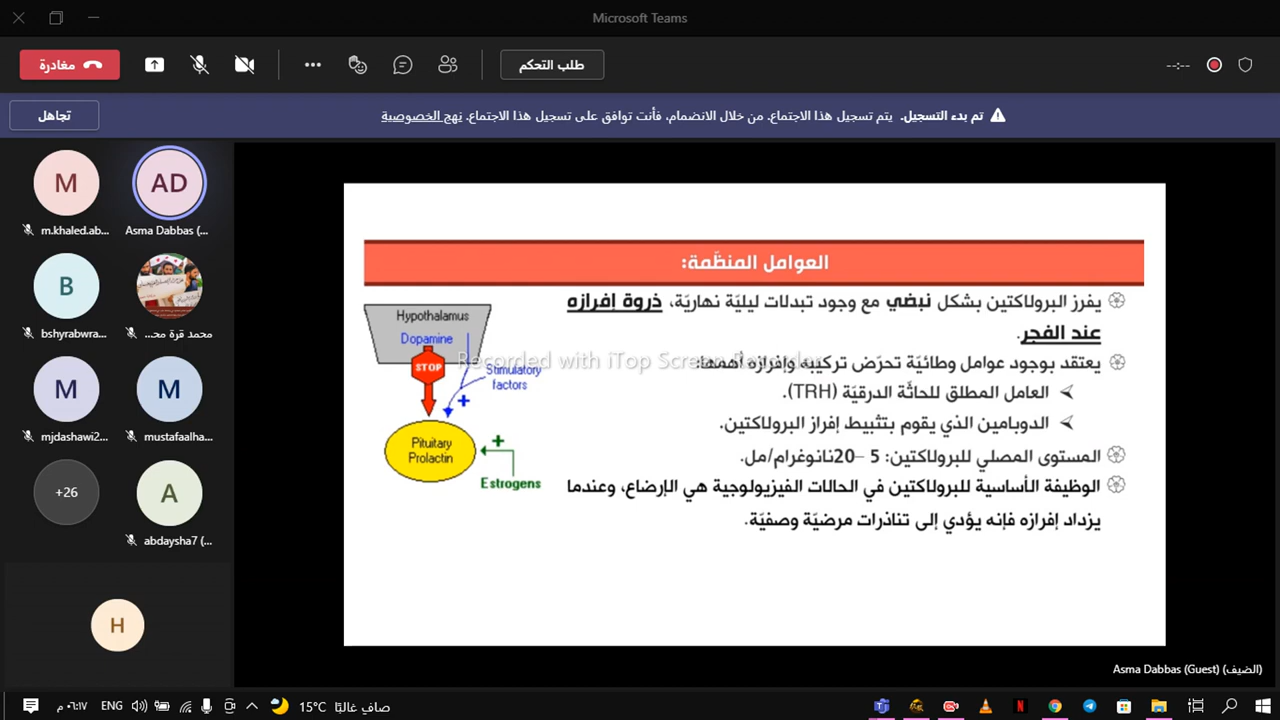 Microsoft Teams
مغادرة
طلب التحكم
--:--
تم بدء التسجيل. يتم تسجيل هذا الاجتماع. من خلال الانضمام، فأنت توافق على تسجيل هذا الاجتماع. نهج الخصوصية
تجاهل
M
AD
m.khaled.ab...
Asma Dabbas (...
B
bshyrabwra...
محمد قرة محـ...
M
M
mjdashawi2...
mustafaalha...
+26
A
abdaysha7 (...
H
العوامل المنظّمة:
يفرز البرولاكتين بشكل نبضي مع وجود تبدلات ليليّة نهاريّة، ذروة إفرازه
عند الفجر.
يعتقد بوجود عوامل وطائيّة تحرّض تركيبه وإفرازه أهمها:
العامل المطلق للحاثّة الدرقيّة (TRH).
الدوبامين الذي يقوم بتثبيط إفراز البرولاكتين.
المستوى المصلي للبرولاكتين: 5 – 20نانوغرام/مل.
الوظيفة الأساسية للبرولاكتين في الحالات الفيزيولوجية هي الإرضاع، وعندما
يزداد إفرازه فإنه يؤدي إلى تناذرات مرضيّة وصفيّة.
Hypothalamus
Dopamine
STOP
Stimulatory
factors
+
Pituitary
Prolactin
+
Estrogens
Recorded with iTop Screen Recorder
Asma Dabbas (Guest) (الضيف)
٠٦:١٧ م
ENG
15°C
صافي غالبًا